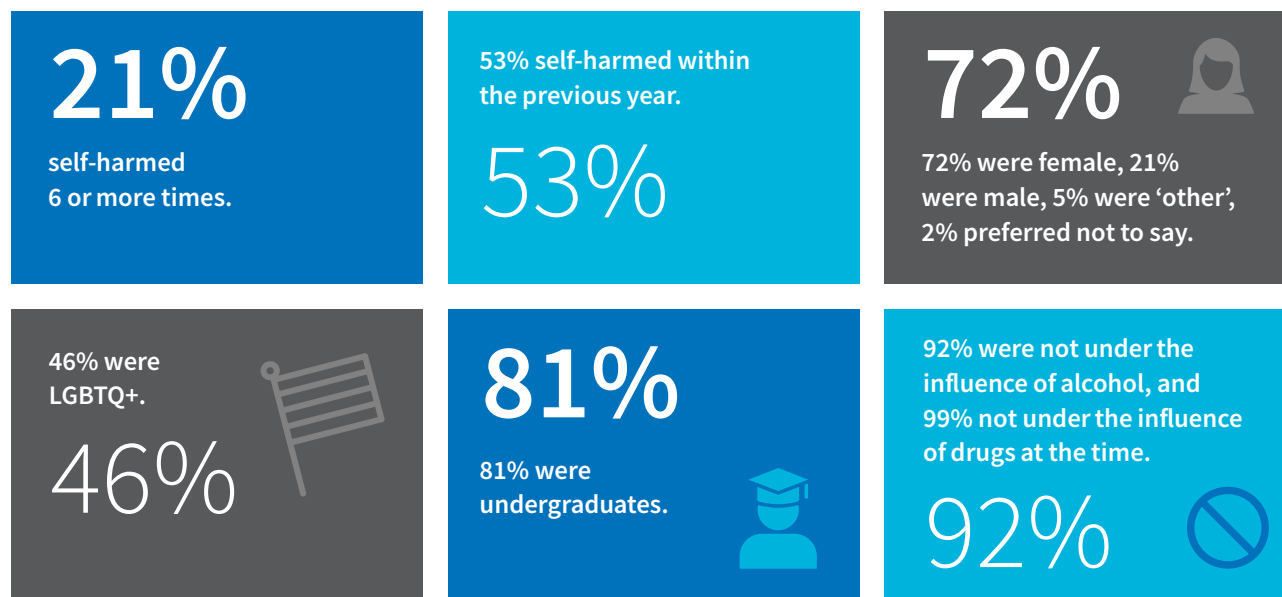 21%
self-harmed
6 or more times.
53% self-harmed within
the previous year.
53%
72%
72% were female, 21%
were male, 5% were ‘other’,
2% preferred not to say.
46% were
LGBTQ+.
46%
81%
81% were
undergraduates.
92% were not under the
influence of alcohol, and
99% not under the influence
of drugs at the time.
92%